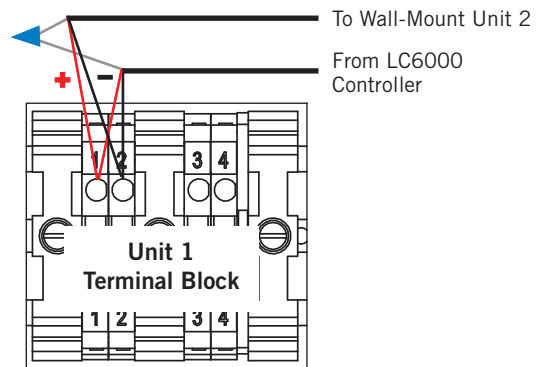 To Wall-Mount Unit 2
From LC6000
Controller
+ -
1 2 3 4
Unit 1
Terminal Block
1 2 3 4